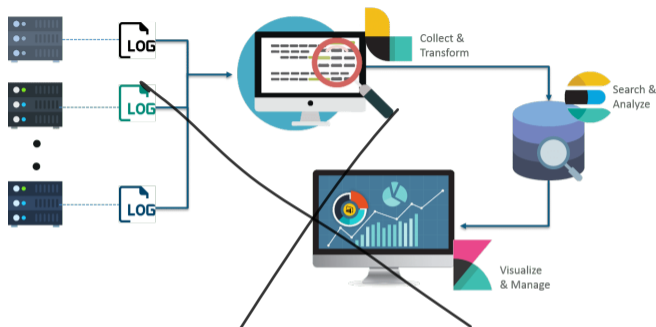 LOG
LOG
LOG
Collect &
Transform
Search &
Analyze
Visualize
& Manage